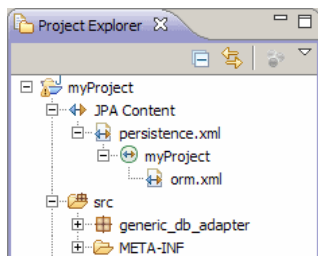 Project Explorer
myProject
JPA Content
persistence.xml
myProject
orm.xml
src
generic_db_adapter
META-INF